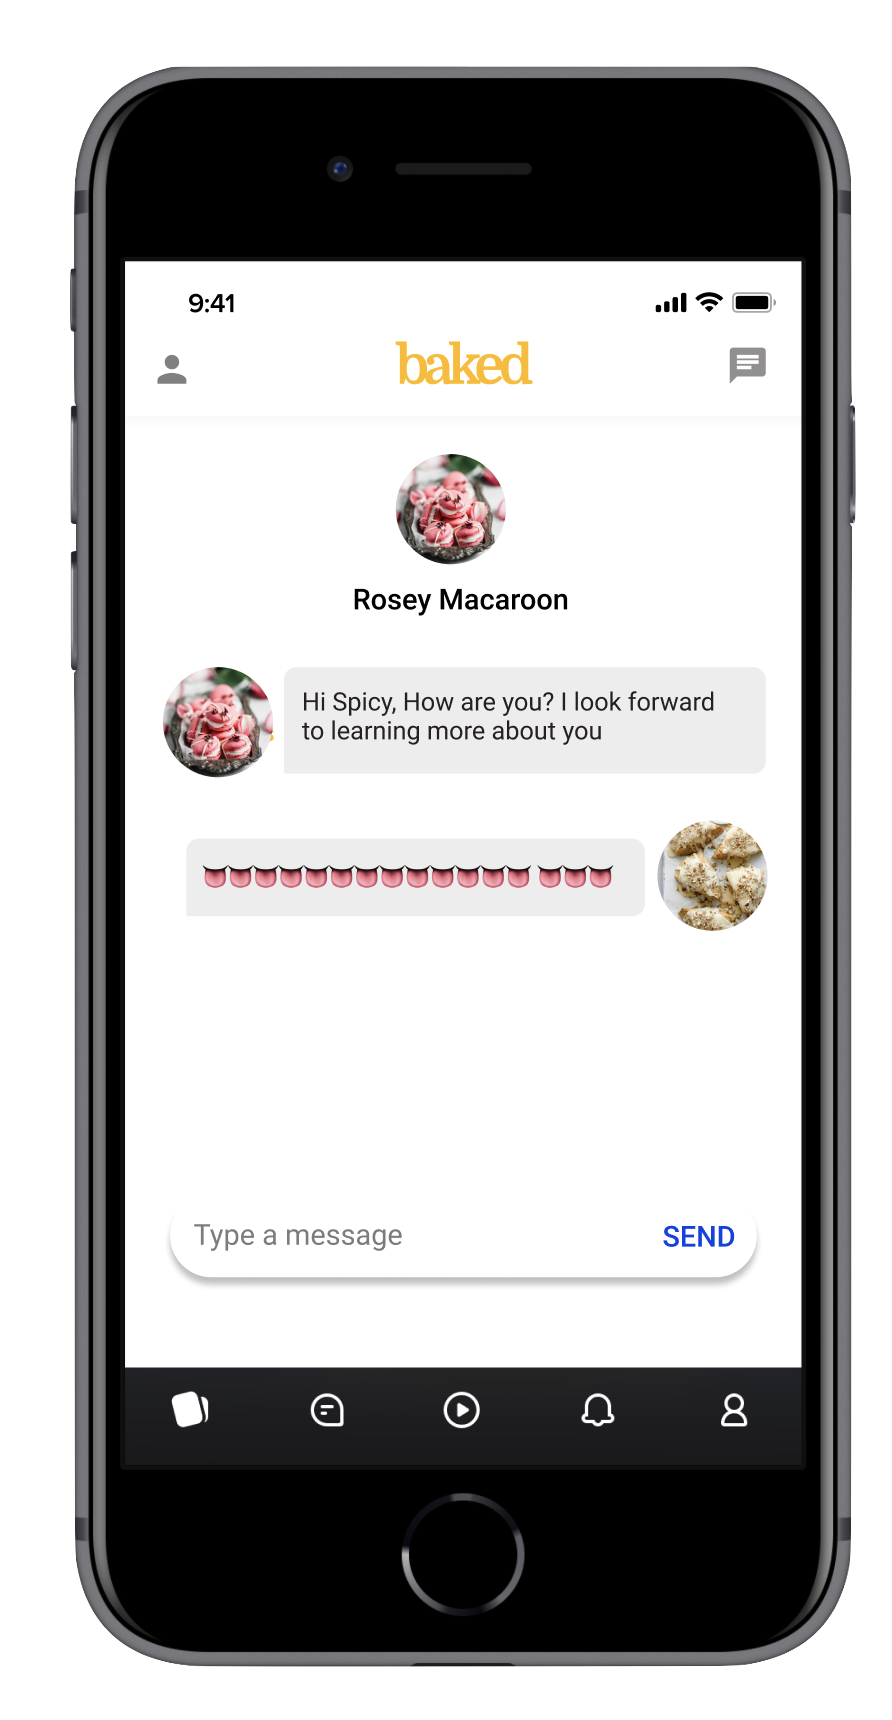 9:41
baked
Rosey Macaroon
Hi Spicy, How are you? I look forward
to learning more about you
👅👅👅👅👅👅👅👅👅👅👅👅👅 👅👅👅
Type a message
SEND